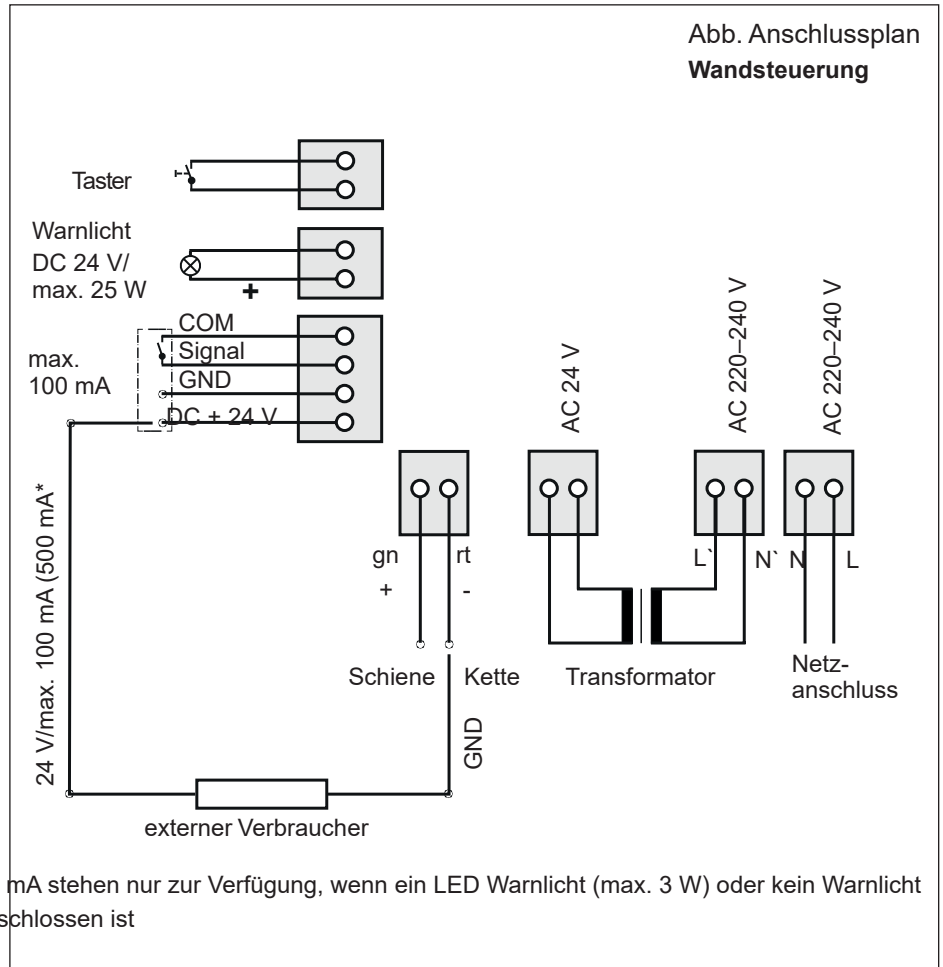 Abb. Anschlussplan
Wandsteuerung
Taster
Warnlicht
DC 24 V/
max. 25 W
+
COM
Signal
GND
DC + 24 V
max.
100 mA
24 V/max. 100 mA (500 mA*
AC 24 V
AC 220–240 V
AC 220–240 V
gn rt
+ -
L` N` N L
Schiene Kette
Transformator
Netz-
anschluss
GND
externer Verbraucher
mA stehen nur zur Verfügung, wenn ein LED Warnlicht (max. 3 W) oder kein Warnlicht
schlossen ist